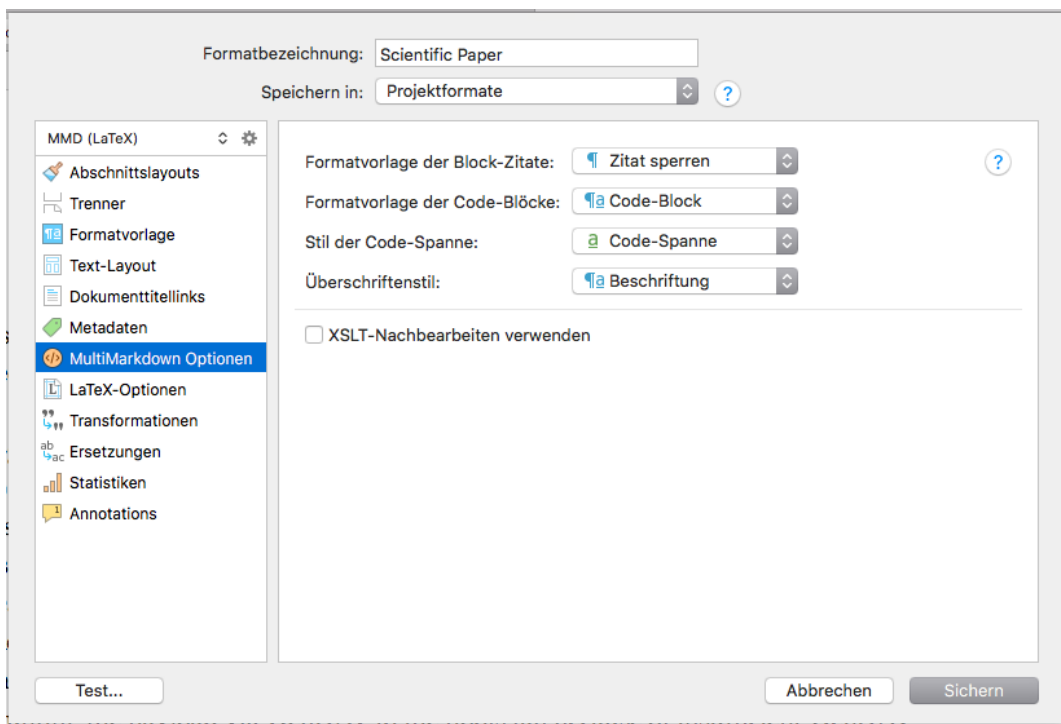 Formatbezeichnung: Scientific Paper
Speichern in: Projektformate ?
MMD (LaTeX)
Abschnittslayouts
Trenner
Formatvorlage
Text-Layout
Dokumenttitellinks
Metadaten
MultiMarkdown Optionen
LaTeX-Optionen
Transformationen
Ersetzungen
Statistiken
Annotations
Formatvorlage der Block-Zitate: Zitat sperren ?
Formatvorlage der Code-Blöcke: Code-Block
Stil der Code-Spanne: Code-Spanne
Überschriftenstil: Beschriftung
XSLT-Nachbearbeiten verwenden
Test... Abbrechen Sichern